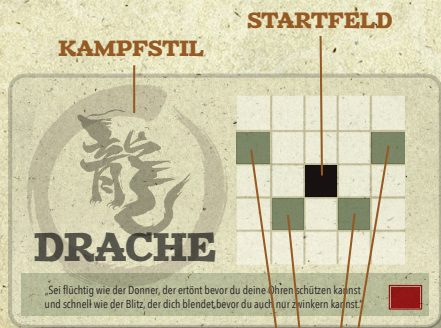 STARTFELD
KAMPFSTIL
龍
DRACHE
„Sei flüchtig wie der Donner, der ertönt bevor du deine Ohren schützen kannst
und schnell wie der Blitz, der dich blendet,bevor du auch nur zwinkern kannst.“